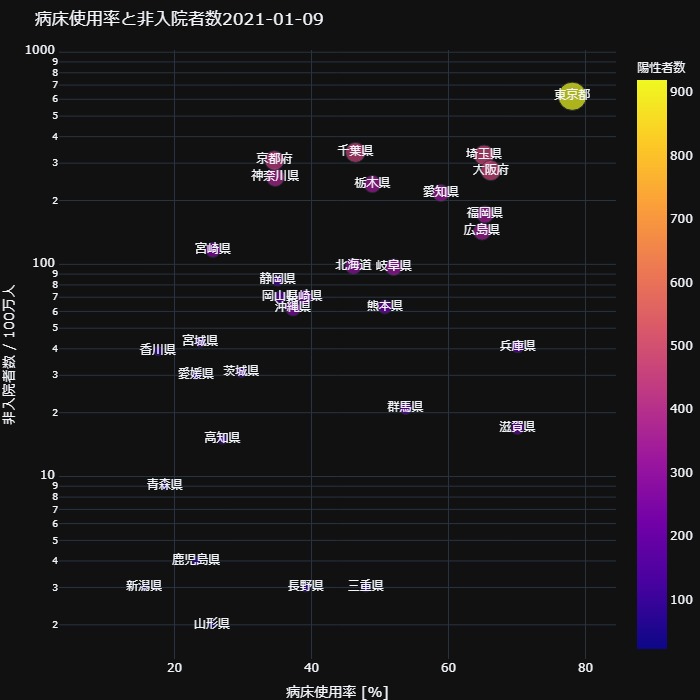 病床使用率と非入院者数2021-01-09
陽性者数
1000
9
8
7
6
5
4
3
2
100
9
8
7
6
5
4
3
2
10
9
8
7
6
5
4
3
2
非入院者数 / 100万人
東京都
千葉県
埼玉県
京都府
大阪府
神奈川県
栃木県
愛知県
福岡県
広島県
宮崎県
北海道
岐阜県
静岡県
岡山県
崎県
沖縄県
熊本県
宮城県
香川県
兵庫県
愛媛県
茨城県
群馬県
滋賀県
高知県
青森県
鹿児島県
新潟県
長野県
三重県
山形県
20
40
60
80
病床使用率 [%]
900
800
700
600
500
400
300
200
100